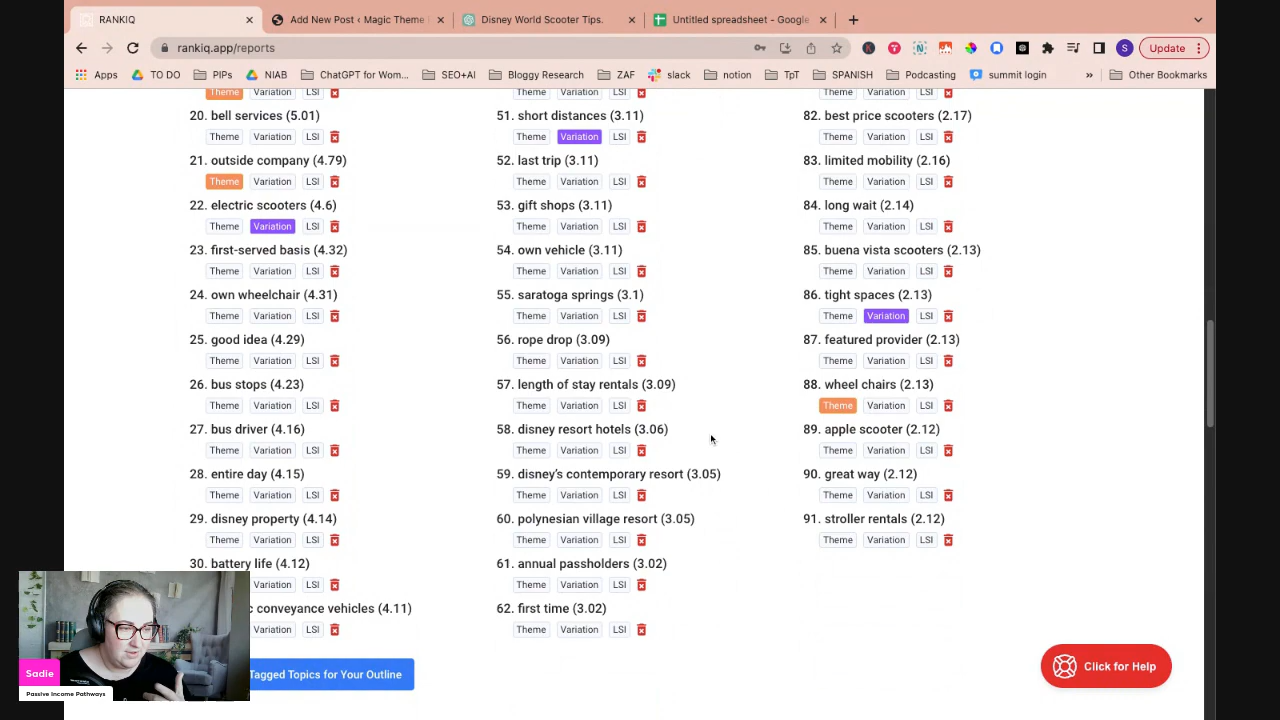 RANKIQ
Add New Post ‹ Magic Theme
Disney World Scooter Tips.
Untitled spreadsheet - Google
rankiq.app/reports
S
Update
Apps
TO DO
PIPs
NIAB
ChatGPT for Wom...
SEO+AI
Bloggy Research
ZAF
slack
notion
TpT
SPANISH
Podcasting
summit login
»
Other Bookmarks
Theme Variation LSI
20. bell services (5.01)
Theme Variation LSI
21. outside company (4.79)
Theme Variation LSI
22. electric scooters (4.6)
Theme Variation LSI
23. first-served basis (4.32)
Theme Variation LSI
24. own wheelchair (4.31)
Theme Variation LSI
25. good idea (4.29)
Theme Variation LSI
26. bus stops (4.23)
Theme Variation LSI
27. bus driver (4.16)
Theme Variation LSI
28. entire day (4.15)
Theme Variation LSI
29. disney property (4.14)
Theme Variation LSI
30. battery life (4.12)
Variation LSI
conveyance vehicles (4.11)
Variation LSI
Theme Variation LSI
51. short distances (3.11)
Theme Variation LSI
52. last trip (3.11)
Theme Variation LSI
53. gift shops (3.11)
Theme Variation LSI
54. own vehicle (3.11)
Theme Variation LSI
55. saratoga springs (3.1)
Theme Variation LSI
56. rope drop (3.09)
Theme Variation LSI
57. length of stay rentals (3.09)
Theme Variation LSI
58. disney resort hotels (3.06)
Theme Variation LSI
59. disney’s contemporary resort (3.05)
Theme Variation LSI
60. polynesian village resort (3.05)
Theme Variation LSI
61. annual passholders (3.02)
Theme Variation LSI
62. first time (3.02)
Theme Variation LSI
Theme Variation LSI
82. best price scooters (2.17)
Theme Variation LSI
83. limited mobility (2.16)
Theme Variation LSI
84. long wait (2.14)
Theme Variation LSI
85. buena vista scooters (2.13)
Theme Variation LSI
86. tight spaces (2.13)
Theme Variation LSI
87. featured provider (2.13)
Theme Variation LSI
88. wheel chairs (2.13)
Theme Variation LSI
89. apple scooter (2.12)
Theme Variation LSI
90. great way (2.12)
Theme Variation LSI
91. stroller rentals (2.12)
Theme Variation LSI
Tagged Topics for Your Outline
Click for Help
Sadie
Passive Income Pathways